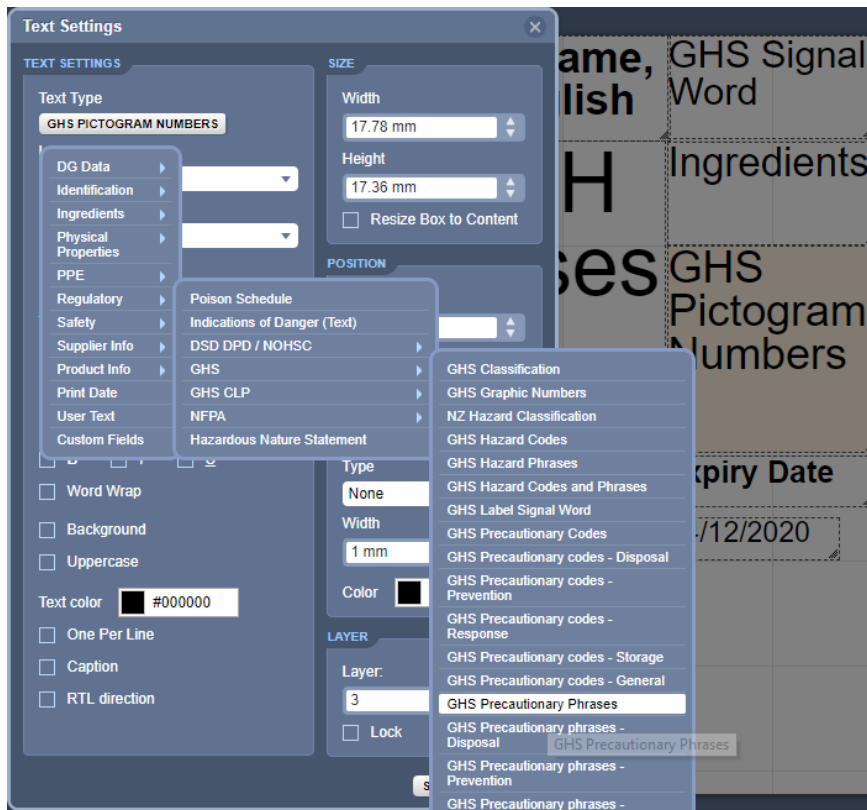 Text Settings
TEXT SETTINGS
Text Type
GHS PICTOGRAM NUMBERS
DG Data
Identification
Ingredients
Physical
Properties
PPE
Regulatory
Safety
Supplier Info
Product Info
Print Date
User Text
Custom Fields
Poison Schedule
Indications of Danger (Text)
DSD DPD / NOHSC
GHS
GHS CLP
NFPA
Hazardous Nature Statement
GHS Classification
GHS Graphic Numbers
NZ Hazard Classification
GHS Hazard Codes
GHS Hazard Phrases
GHS Hazard Codes and Phrases
GHS Label Signal Word
GHS Precautionary Codes
GHS Precautionary codes - Disposal
GHS Precautionary codes -
Prevention
GHS Precautionary codes -
Response
GHS Precautionary codes - Storage
GHS Precautionary codes - General
GHS Precautionary Phrases
GHS Precautionary phrases -
Disposal
GHS Precautionary Phrases
GHS Precautionary phrases -
Prevention
GHS Precautionary phrases -
Word Wrap
Background
Uppercase
Text color
#000000
One Per Line
Caption
RTL direction
SIZE
Width
17.78 mm
Height
17.36 mm
Resize Box to Content
POSITION
Type
None
Width
1 mm
Color
LAYER
Layer:
3
Lock
S
ame,
lish
GHS Signal
Word
H
ses
Ingredients
GHS
Pictogram
Numbers
xpiry Date
/12/2020